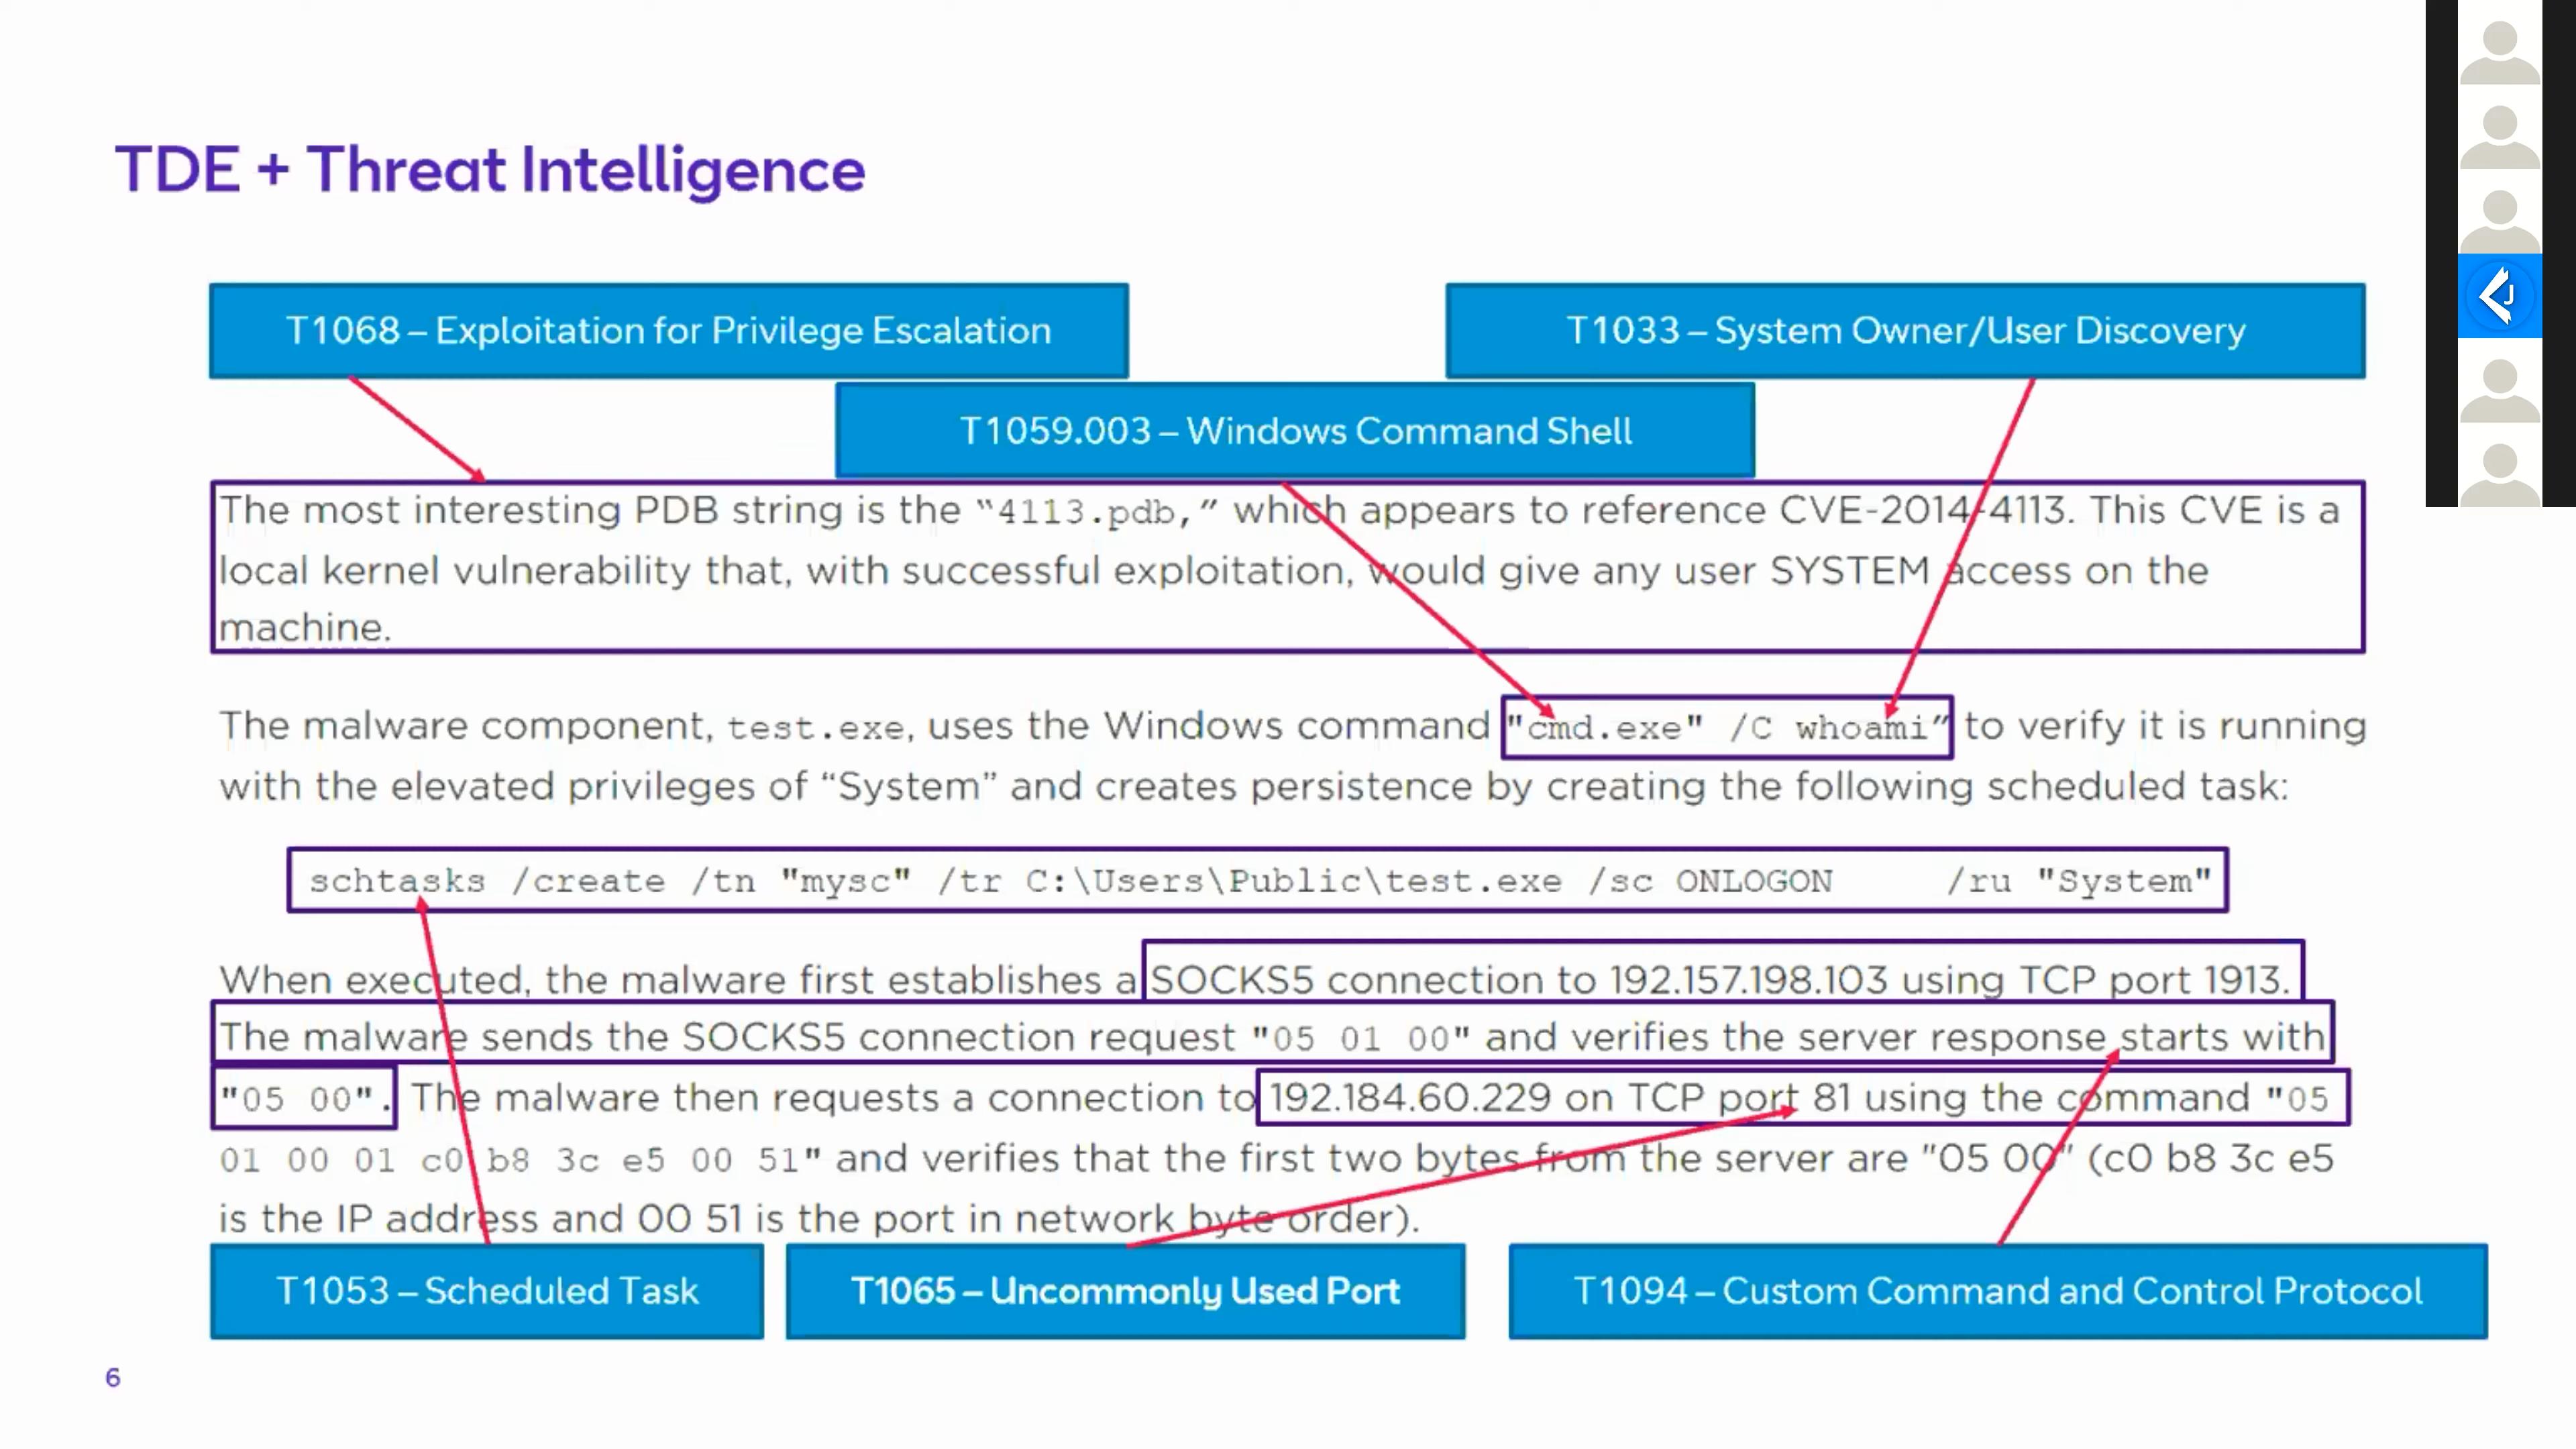 TDE + Threat Intelligence
T1068 – Exploitation for Privilege Escalation
T1033 – System Owner/User Discovery
T1059.003 – Windows Command Shell
The most interesting PDB string is the "4113.pdb," which appears to reference CVE-2014-4113. This CVE is a
local kernel vulnerability that, with successful exploitation, would give any user SYSTEM access on the
machine.
The malware component, test.exe, uses the Windows command "cmd.exe" /C whoami" to verify it is running
with the elevated privileges of “System” and creates persistence by creating the following scheduled task:
schtasks /create /tn "mysc" /tr C:\Users\Public\test.exe /sc ONLOGON /ru "System"
When executed, the malware first establishes a SOCKS5 connection to 192.157.198.103 using TCP port 1913.
The malware sends the SOCKS5 connection request "05 01 00" and verifies the server response starts with
"05 00". The malware then requests a connection to 192.184.60.229 on TCP port 81 using the command "05
01 00 01 c0 b8 3c e5 00 51" and verifies that the first two bytes from the server are "05 00" (c0 b8 3c e5
is the IP address and 00 51 is the port in network byte order).
T1053 – Scheduled Task
T1065 – Uncommonly Used Port
T1094 – Custom Command and Control Protocol
6
J